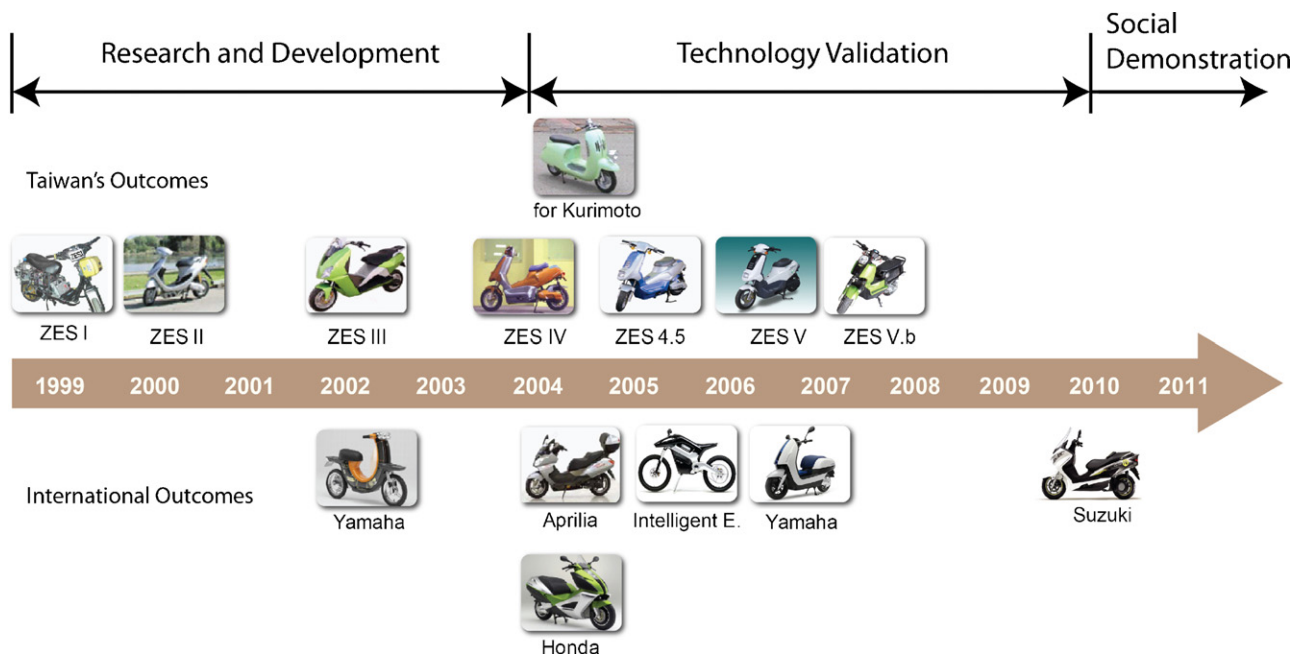 Research and Development
Technology Validation
Social
Demonstration
Taiwan's Outcomes
for Kurimoto
ZES I
ZES II
ZES III
ZES IV
ZES 4.5
ZES V
ZES V.b
1999 2000 2001 2002 2003 2004 2005 2006 2007 2008 2009 2010 2011
International Outcomes
Yamaha
Aprilia
Intelligent E.
Yamaha
Suzuki
Honda